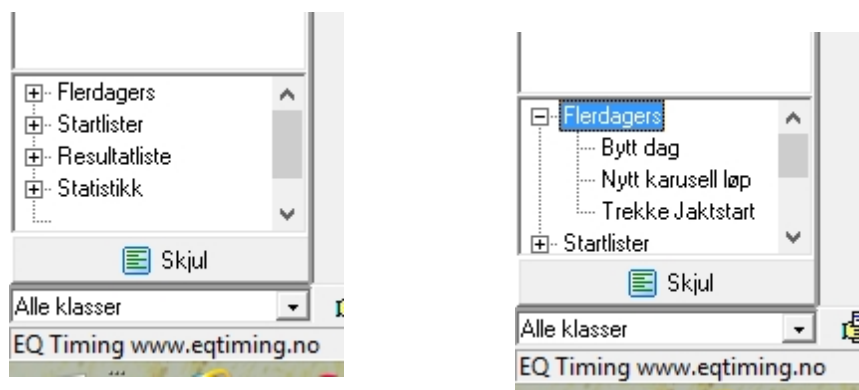 Flerdagers
Startlister
Resultatliste
Statistikk
Skjul
Alle klasser
EQ Timing www.eqtiming.no
Flerdagers
Bytt dag
Nytt karusell løp
Trekke Jaktstart
Startlister
Skjul
Alle klasser
EQ Timing www.eqtiming.no